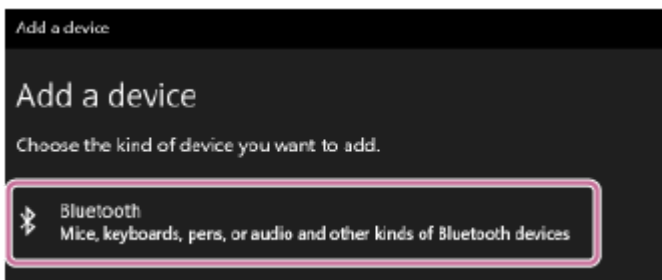 Add a device
Add a device
Choose the kind of device you want to add.
Bluetooth
Mice, keyboards, pens, or audio and other kinds of Bluetooth devices